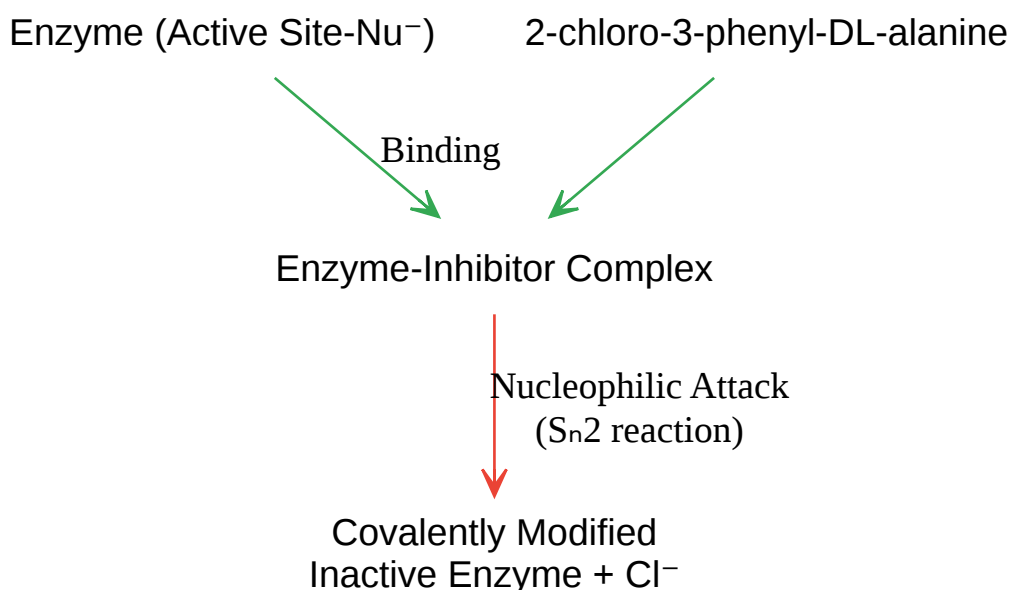 Enzyme (Active Site-Nu⁻)
2-chloro-3-phenyl-DL-alanine
Binding
Enzyme-Inhibitor Complex
Nucleophilic Attack
(Sₙ2 reaction)
Covalently Modified
Inactive Enzyme + Cl⁻